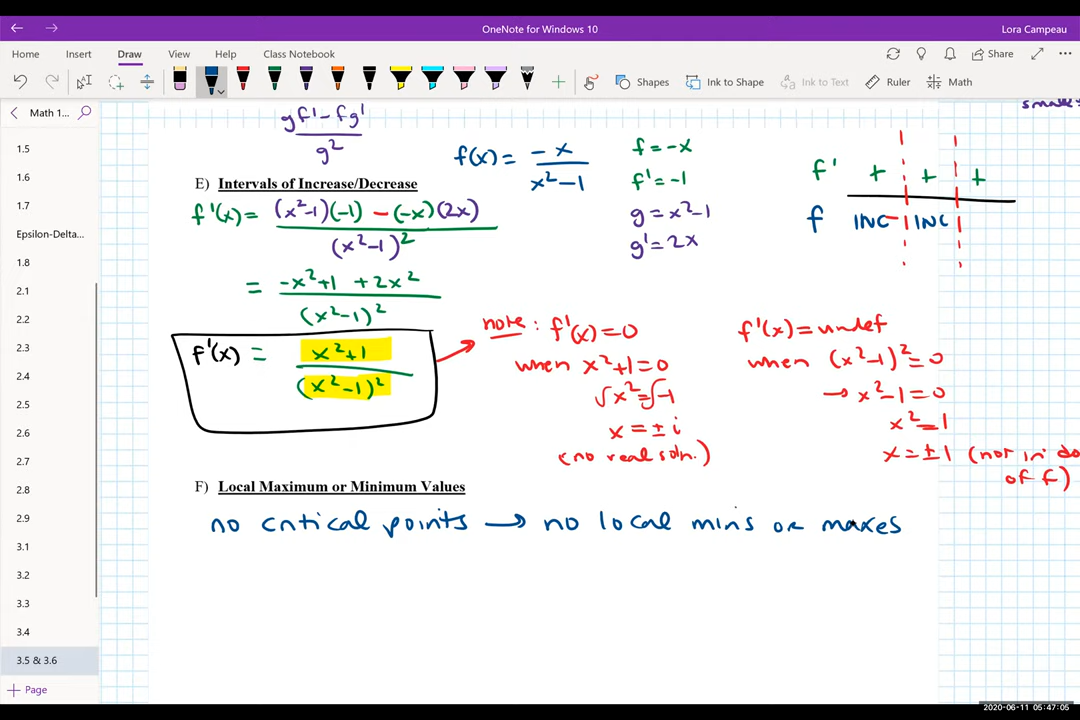 OneNote for Windows 10
Lora Campeau
Home Insert Draw View Help Class Notebook
Share
Shapes Ink to Shape Ink to Text Ruler Math
Math 1...
1.5
1.6
1.7
Epsilon-Delta...
1.8
2.1
2.2
2.3
2.4
2.5
2.6
2.7
2.8
2.9
3.1
3.2
3.3
3.4
3.5 & 3.6
+ Page
gf'-fg'
g²
f(x) = -x
x²-1
f = -x
f' = -1
g = x²-1
g' = 2x
f' + + +
f INC INC
E) Intervals of Increase/Decrease
f'(x) = (x²-1)(-1) - (-x)(2x)
(x²-1)²
= -x²+1 +2x²
(x²-1)²
f'(x) = x²+1
(x²-1)²
note: f'(x)=0
when x²+1=0
√x²=√-1
x = ± i
(no real soln.)
f'(x) = undef
when (x²-1)²=0
→ x²-1=0
x²=1
x=±1 (not in do
of f)
F) Local Maximum or Minimum Values
no critical points → no local mins or maxes
2020-06-11 05:47:05